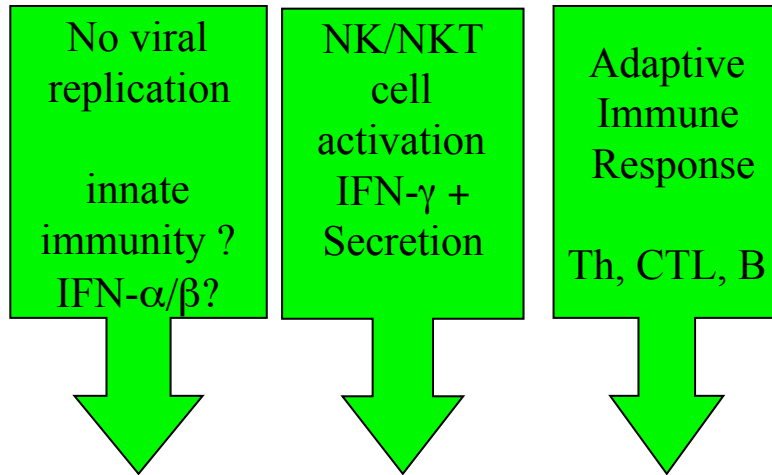 No viral
replication
innate
immunity ?
IFN-α/β?
NK/NKT
cell
activation
IFN-γ +
Secretion
Adaptive
Immune
Response
Th, CTL, B